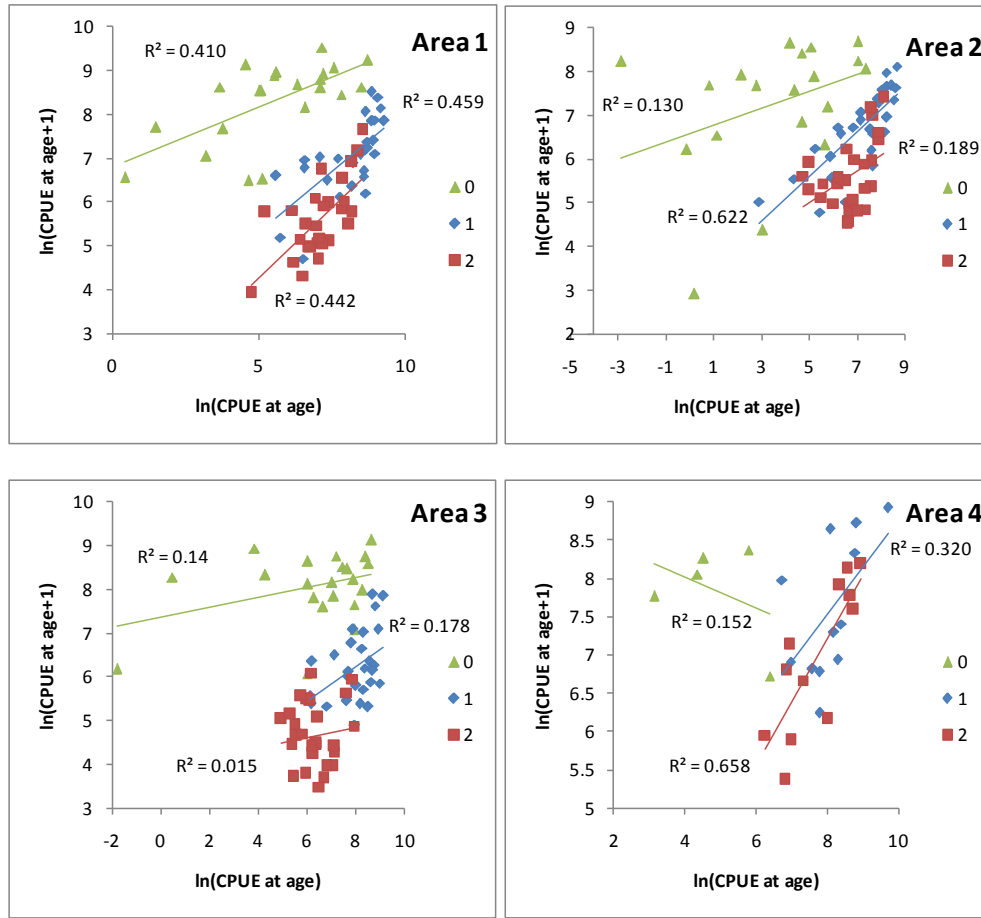 Area 1
ln(CPUE at age+1)
10
9
8
7
6
5
4
3
R² = 0.410
R² = 0.459
R² = 0.442
0
1
2
0
5
10
ln(CPUE at age)
Area 2
ln(CPUE at age+1)
9
8
7
6
5
4
3
2
R² = 0.130
R² = 0.189
R² = 0.622
0
1
2
-5
-3
-1
1
3
5
7
9
ln(CPUE at age)
Area 3
ln(CPUE at age+1)
10
9
8
7
6
5
4
3
R² = 0.14
R² = 0.178
R² = 0.015
0
1
2
-2
0
2
4
6
8
10
ln(CPUE at age)
Area 4
ln(CPUE at age+1)
9
8.5
8
7.5
7
6.5
6
5.5
5
R² = 0.320
R² = 0.152
R² = 0.658
0
1
2
2
4
6
8
10
ln(CPUE at age)